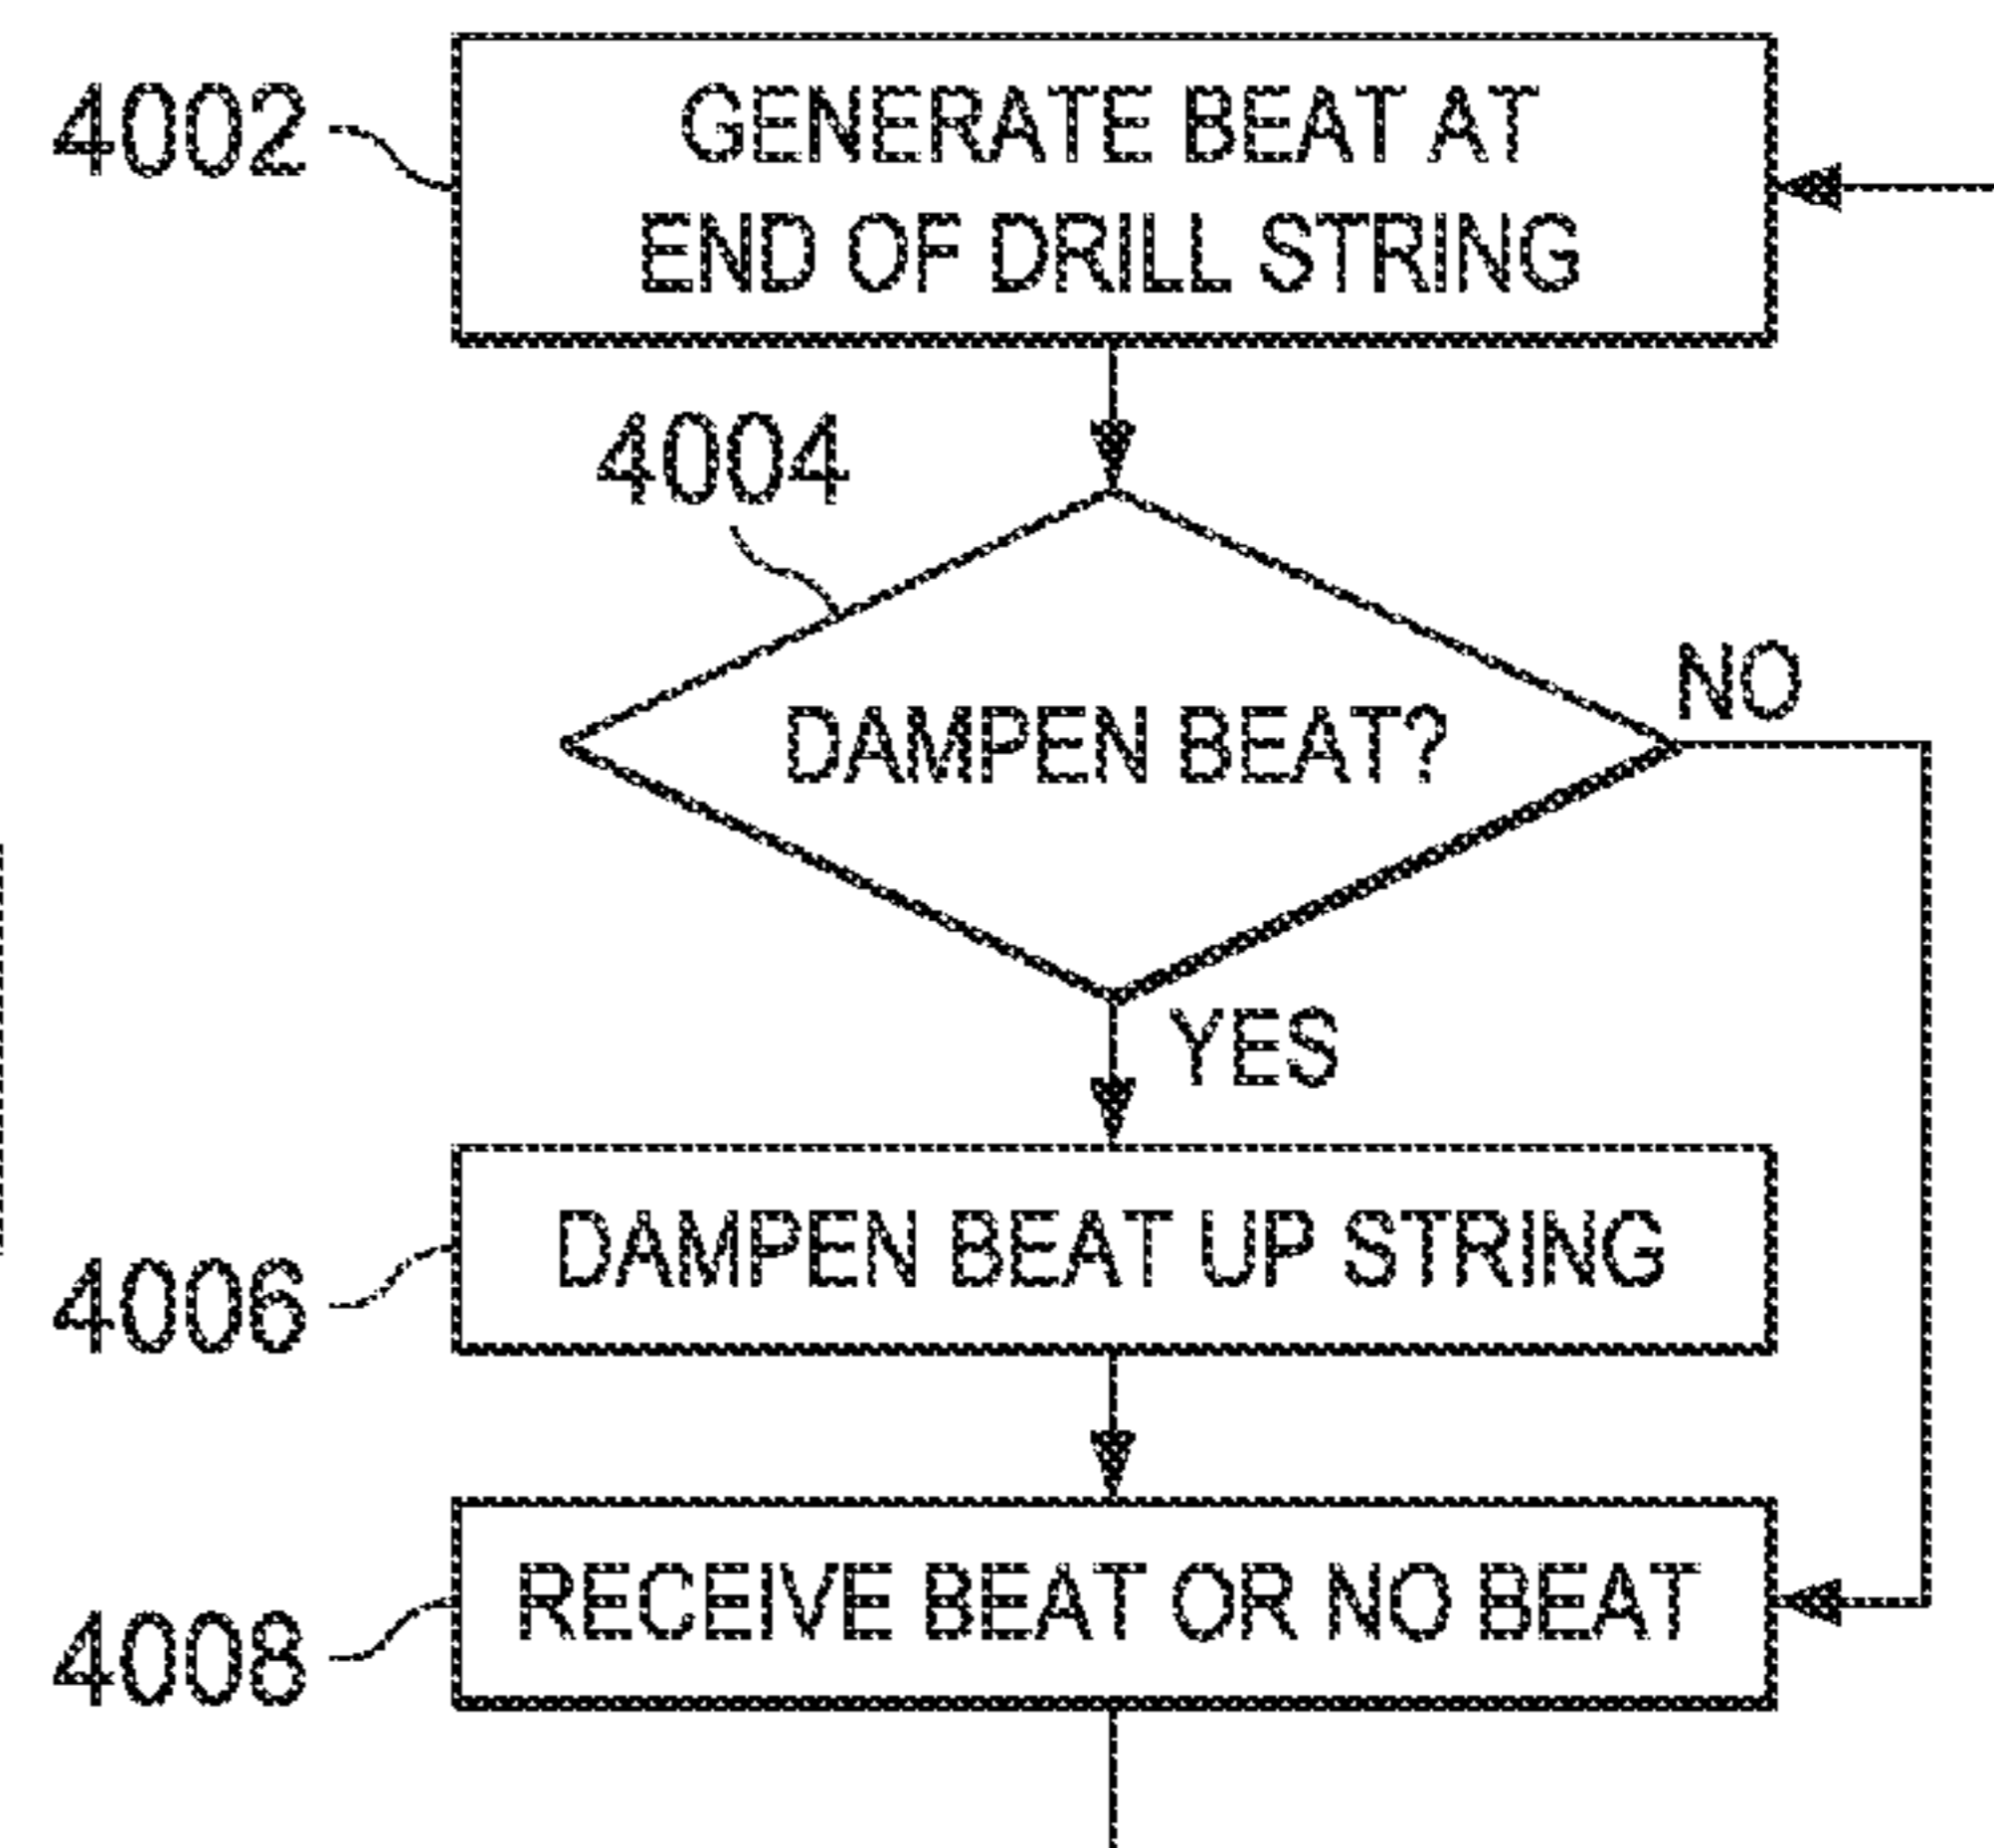 4002
GENERATE BEAT AT
END OF DRILL STRING
4004
DAMPEN BEAT?
NO
YES
4006
DAMPEN BEAT UP STRING
4008
RECEIVE BEAT OR NO BEAT